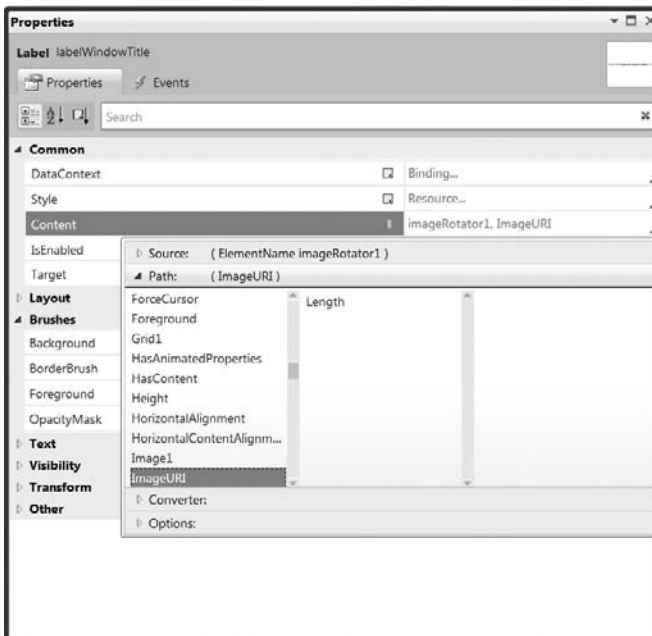 Properties
Label labelWindowTitle
Properties Events
Search
Common
DataContext Binding...
Style Resource...
Content imageRotator1, ImageURI
IsEnabled
Source: ( ElementName imageRotator1 )
Target
Path: ( ImageURI )
Layout
Brushes
Background
BorderBrush
Foreground
OpacityMask
Text
Visibility
Transform
Other
ForceCursor
Foreground
Grid1
HasAnimatedProperties
HasContent
Height
HorizontalAlignment
HorizontalContentAlignm...
Image1
ImageURI
Length
Converter:
Options: